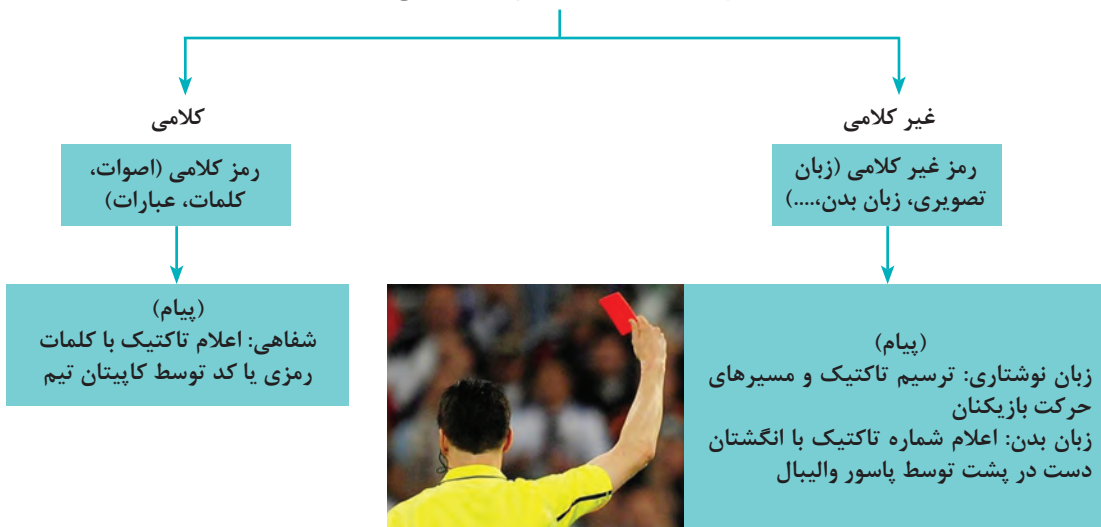 غیر کلامی
رمز غیر کلامی (زبان
تصویری، زبان بدن،....)
(پیام)
زبان نوشتاری: ترسیم تاکتیک و مسیرهای
حرکت بازیکنان
زبان بدن: اعلام شماره تاکتیک با انگشتان
دست در پشت توسط پاسور والیبال
کلامی
رمز کلامی (اصوات،
کلمات، عبارات)
(پیام)
شفاهی: اعلام تاکتیک با کلمات
رمزی یا کد توسط کاپیتان تیم